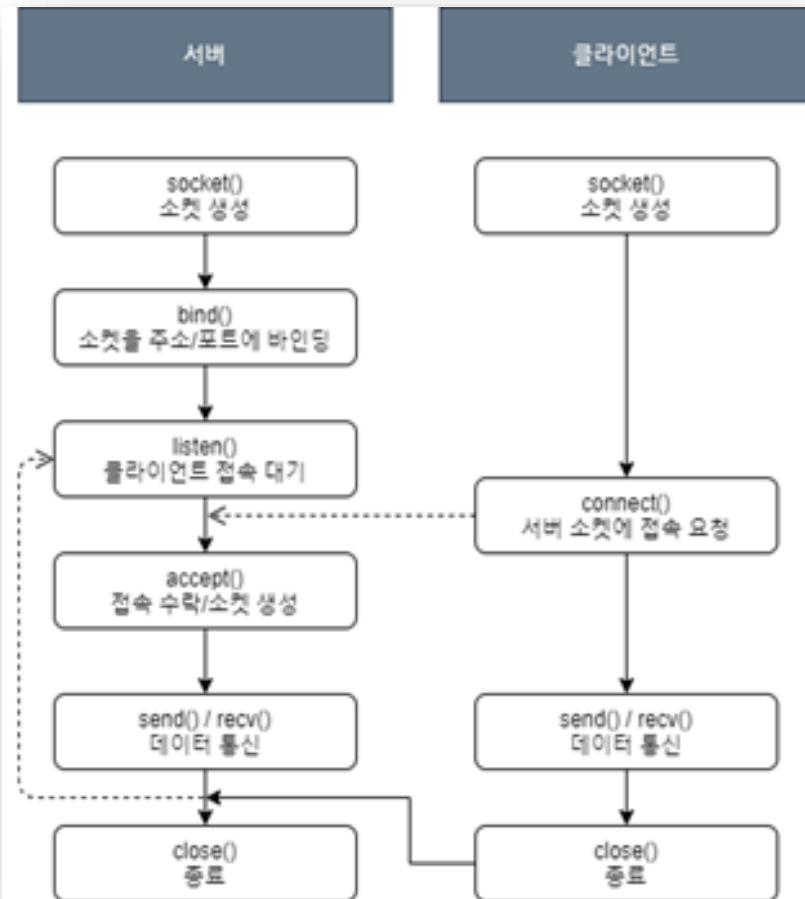 서버
클라이언트
socket()
소켓 생성
bind()
소켓을 주소/포트에 바인딩
listen()
클라이언트 접속 대기
accept()
접속 수락/소켓 생성
send() / recv()
데이터 통신
close()
종료
socket()
소켓 생성
connect()
서버 소켓에 접속 요청
send() / recv()
데이터 통신
close()
종료